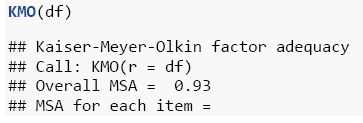 KMO(df)
## Kaiser-Meyer-Olkin factor adequacy
## Call: KMO(r = df)
## Overall MSA =  0.93
## MSA for each item =